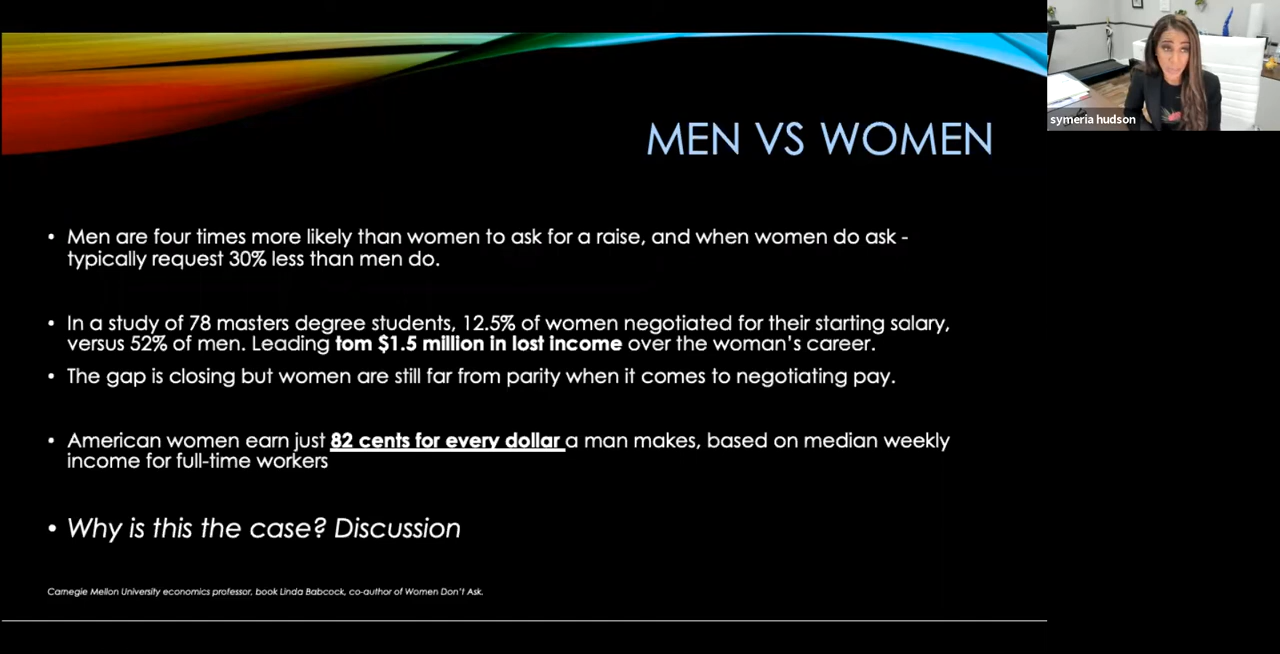 symeria hudson
MEN VS WOMEN
• Men are four times more likely than women to ask for a raise, and when women do ask -
typically request 30% less than men do.
• In a study of 78 masters degree students, 12.5% of women negotiated for their starting salary,
versus 52% of men. Leading tom $1.5 million in lost income over the woman's career.
• The gap is closing but women are still far from parity when it comes to negotiating pay.
• American women earn just 82 cents for every dollar a man makes, based on median weekly
income for full-time workers
• Why is this the case? Discussion
Carnegie Mellon University economics professor, book Linda Babcock, co-author of Women Don't Ask.